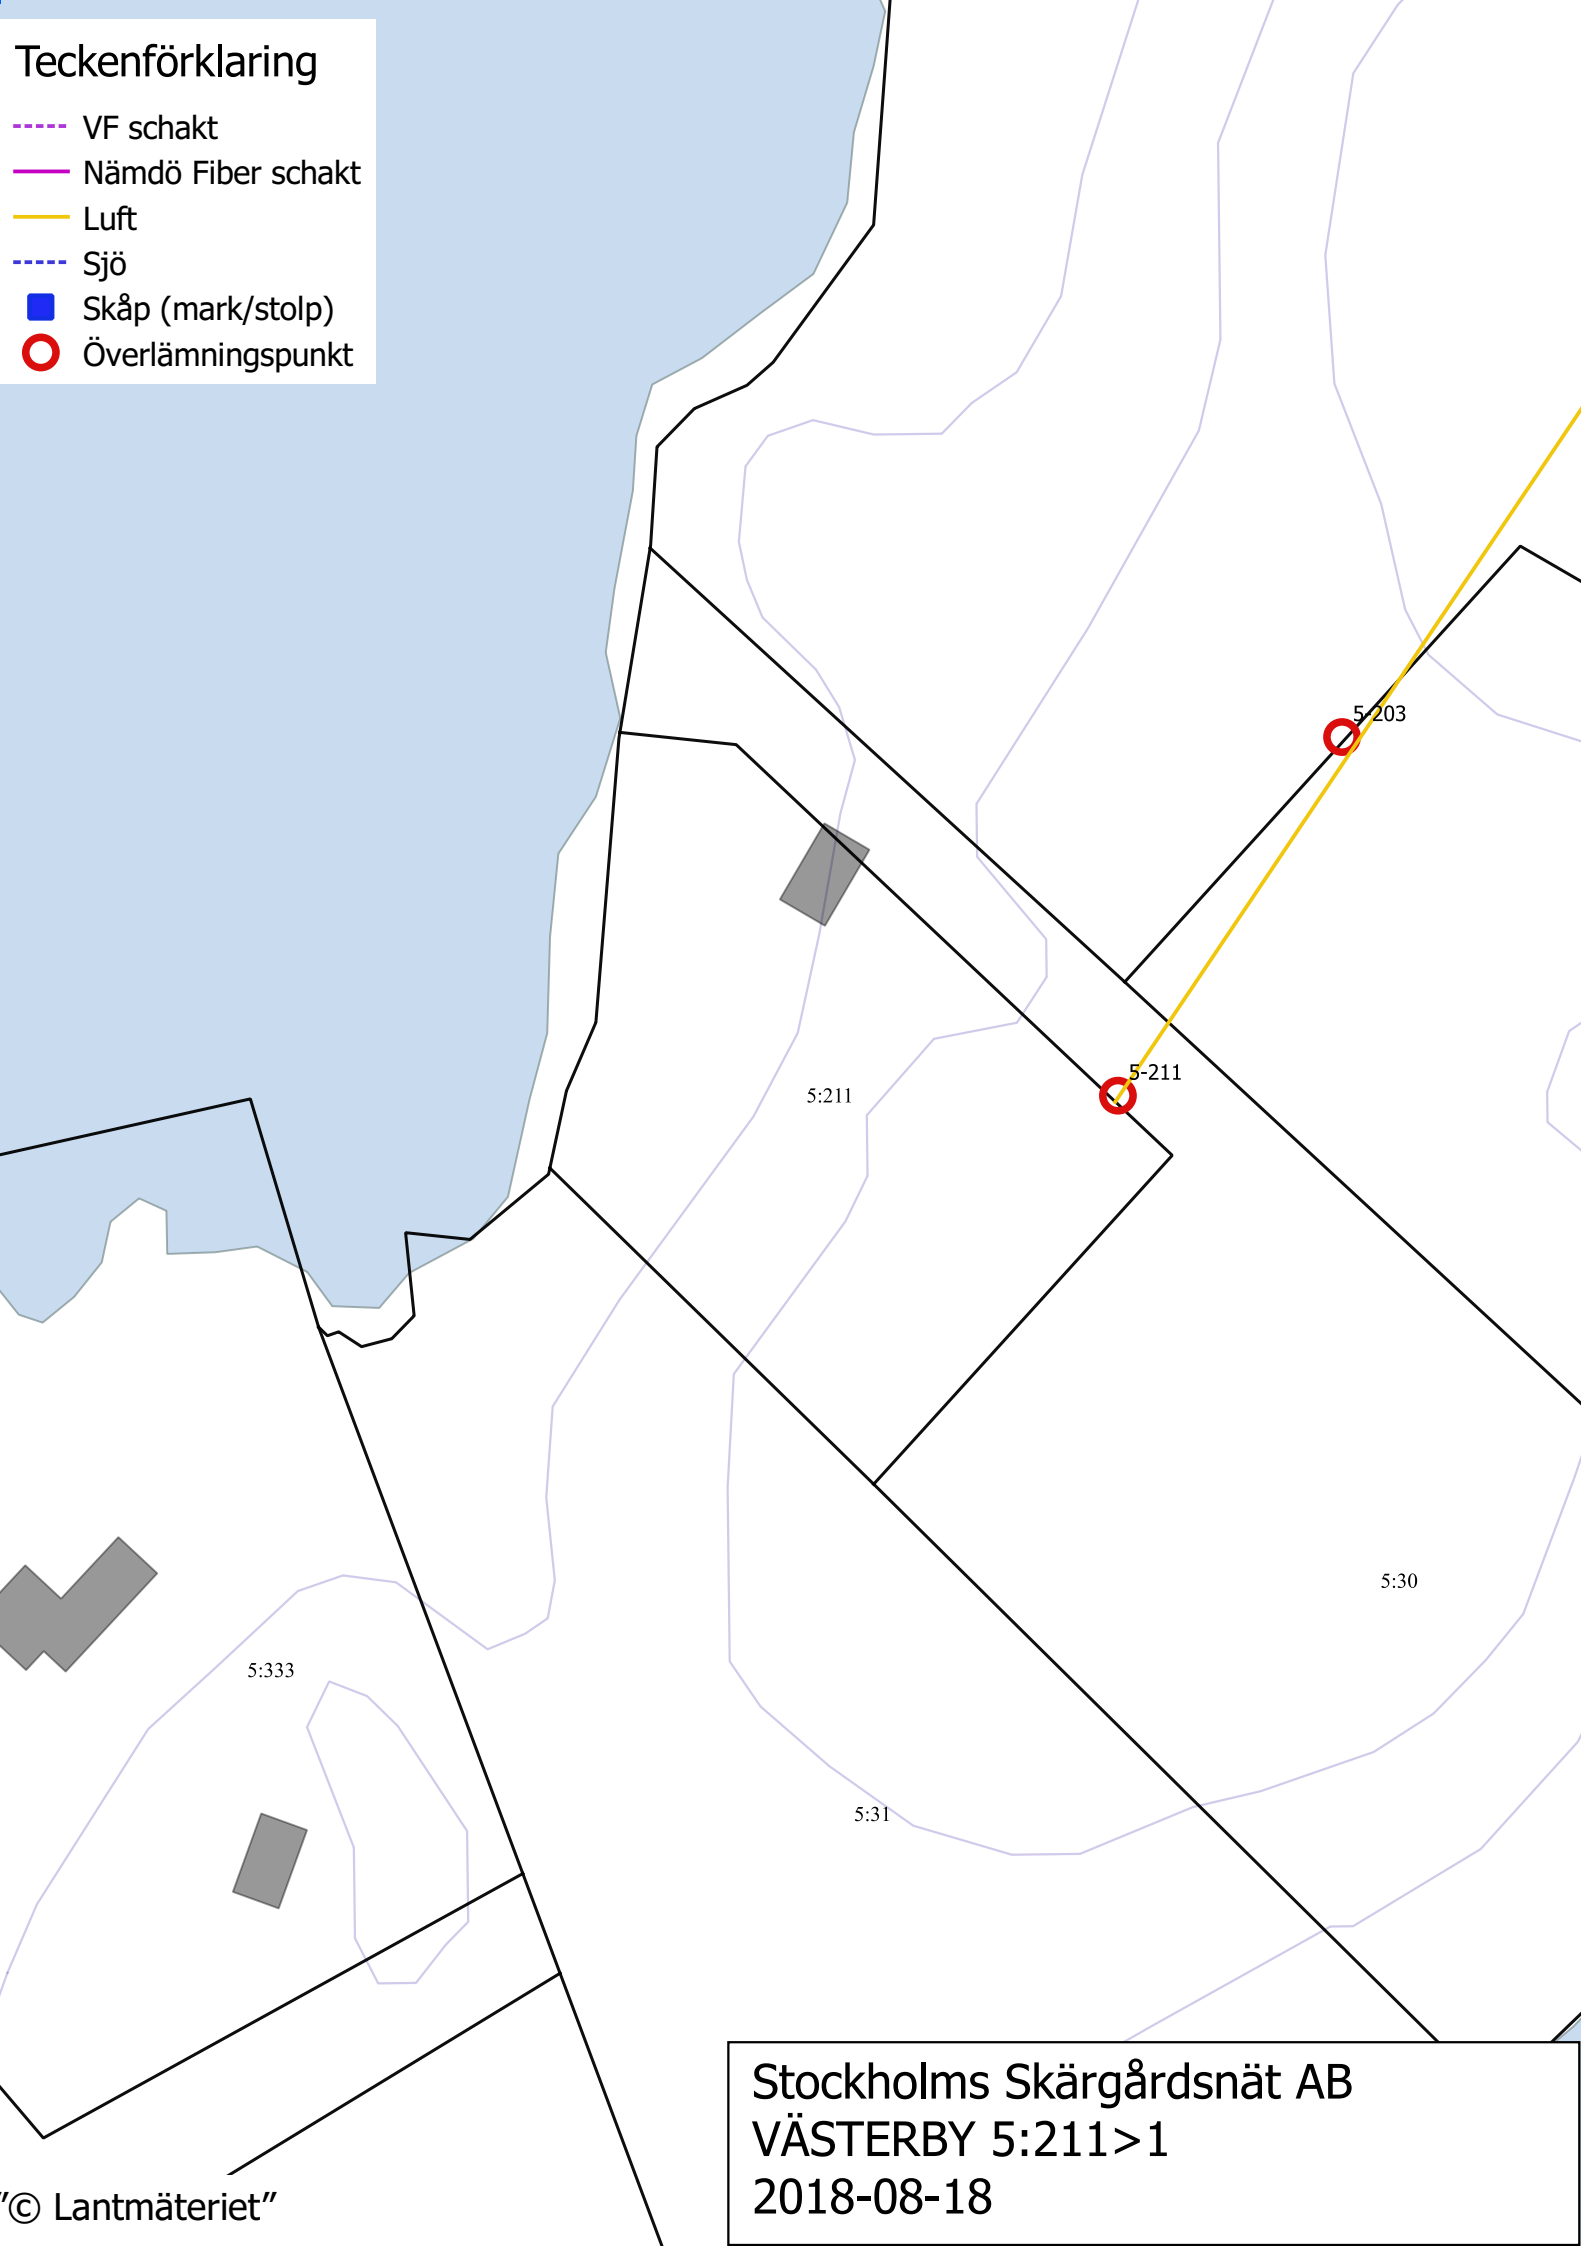 Teckenförklaring
VF schakt
Nämdö Fiber schakt
Luft
Sjö
Skåp (mark/stolp)
Överlämningspunkt
5-203
5-211
5:211
5:30
5:333
5:31
Stockholms Skärgårdsnät AB
VÄSTERBY 5:211>1
2018-08-18
"© Lantmäteriet"